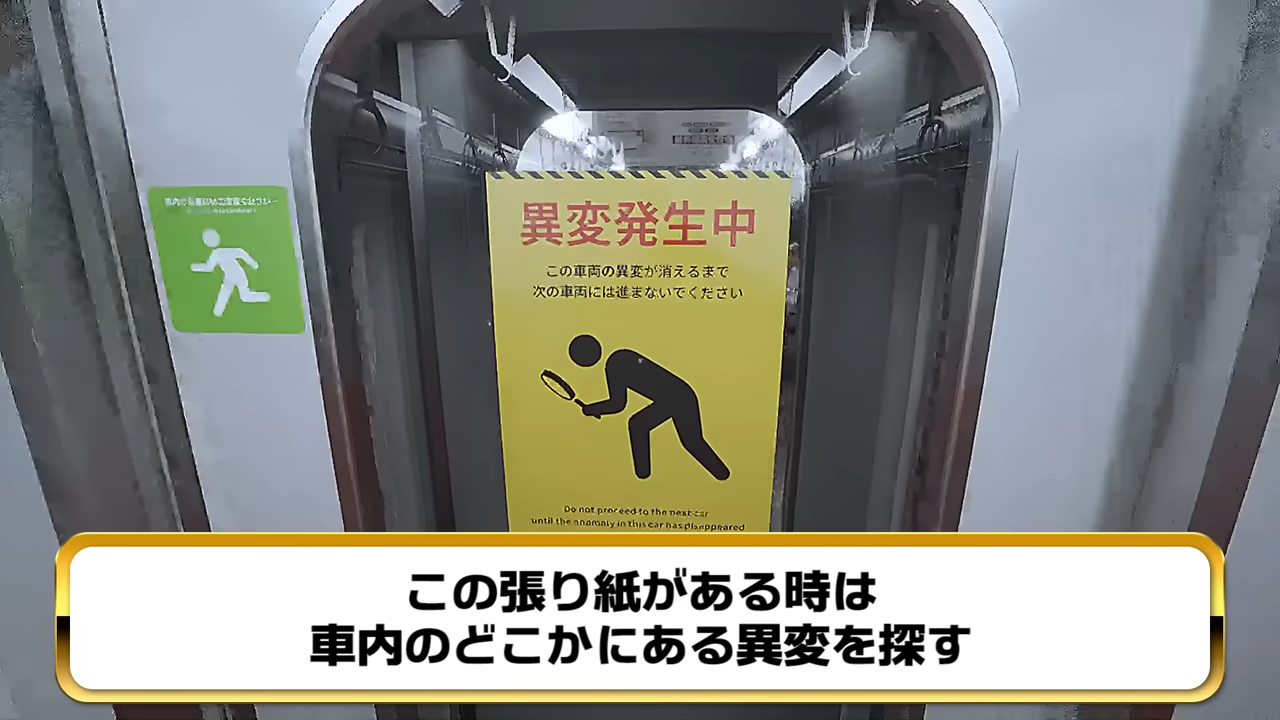 異変発生中
この車両の異変が消えるまで
次の車両には進まないでください
Do not proceed to the next car
until the anomaly in this car has disappeared
この張り紙がある時は
車内のどこかにある異変を探す